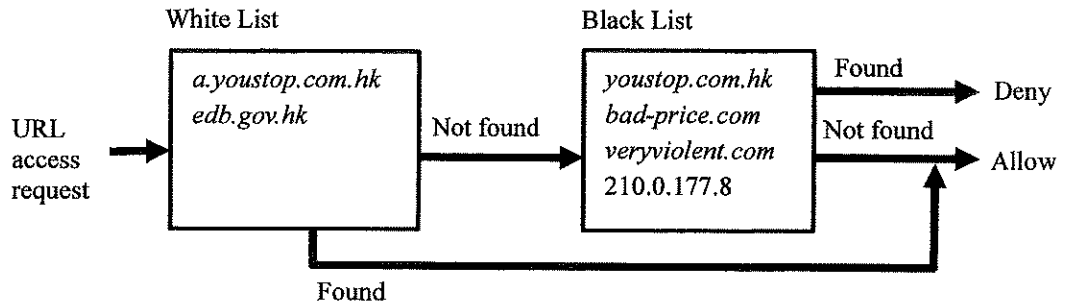 White List
Black List
a.youstop.com.hk
edb.gov.hk
youstop.com.hk
bad-price.com
veryviolent.com
210.0.177.8
URL
access
request
Not found
Found
Deny
Not found
Allow
Found